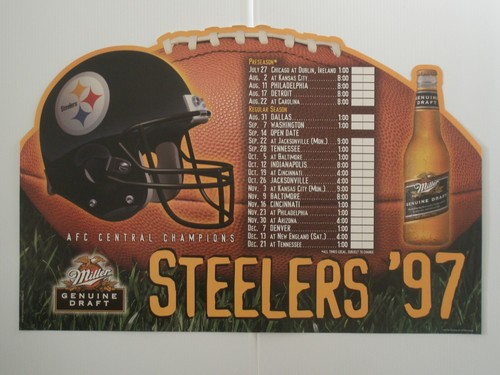 PRESEASON*
JULY 27 CHICAGO AT DUBLIN, IRELAND 1:00
AUG. 2 AT KANSAS CITY 8:00
AUG. 11 PHILADELPHIA 8:00
AUG. 17 DETROIT 8:00
AUG. 22 AT CAROLINA 8:00
REGULAR SEASON
AUG. 31 DALLAS 1:00
SEP. 7 WASHINGTON 1:00
SEP. 14 OPEN DATE
SEP. 22 AT JACKSONVILLE (MON.) 9:00
SEP. 28 TENNESSEE 1:00
OCT. 5 AT BALTIMORE 1:00
OCT. 12 INDIANAPOLIS 8:00
OCT. 19 AT CINCINNATI 4:00
OCT. 26 JACKSONVILLE 4:00
NOV. 3 AT KANSAS CITY (MON.) 9:00
NOV. 9 BALTIMORE 8:00
NOV. 16 CINCINNATI 1:00
NOV. 23 AT PHILADELPHIA 1:00
NOV. 30 AT ARIZONA 4:00
DEC. 7 DENVER 1:00
DEC. 13 AT NEW ENGLAND (SAT.) 4:00
DEC. 21 AT TENNESSEE 1:00
Steelers
GENUINE
DRAFT
Miller
GENUINE DRAFT
AFC CENTRAL CHAMPIONS
Miller
GENUINE
DRAFT
STEELERS '97